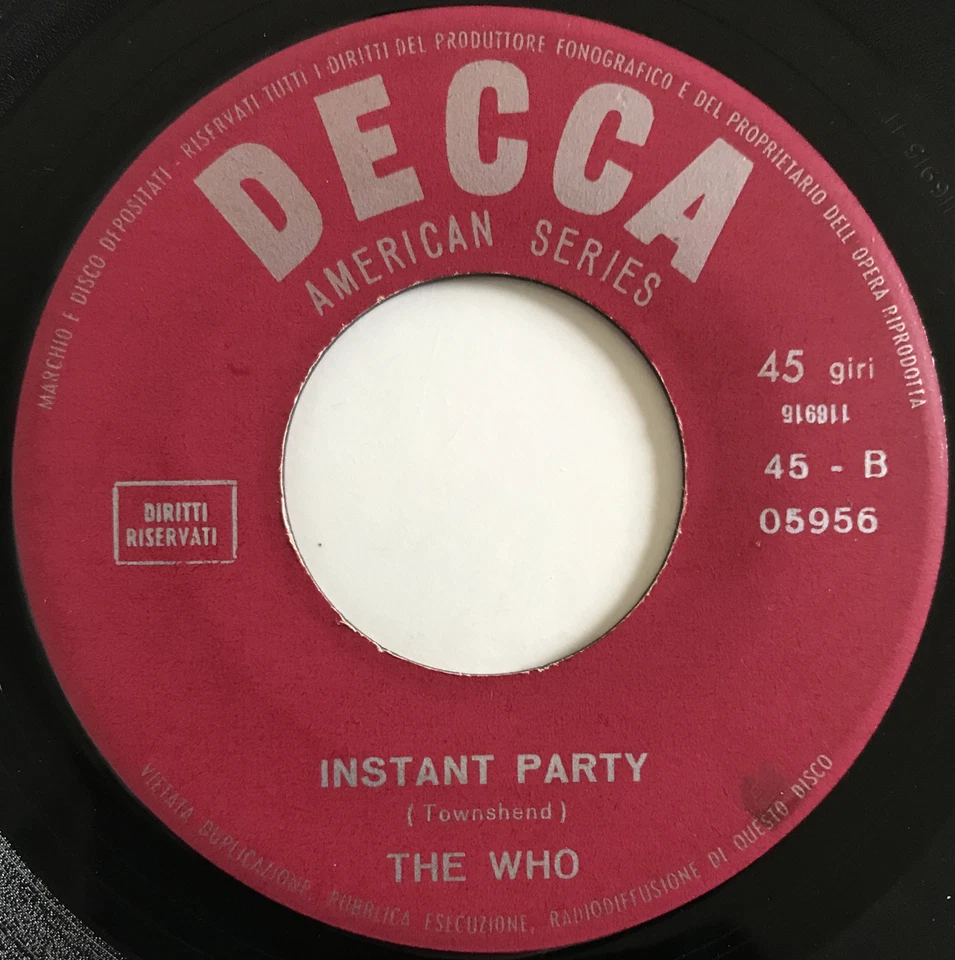 MARCHIO E DISCO DEPOSITATI - RISERVATI TUTTI I DIRITTI DEL PRODUTTORE FONOGRAFICO E DEL PROPRIETARIO DELL OPERA RIPRODOTTA
DECCA
AMERICAN SERIES
45 giri
116915
45 - B
05956
DIRITTI
RISERVATI
INSTANT PARTY
(Townshend)
THE WHO
VIETATA DUPLICAZIONE, PUBBLICA ESECUZIONE, RADIODIFFUSIONE DI QUESTO DISCO